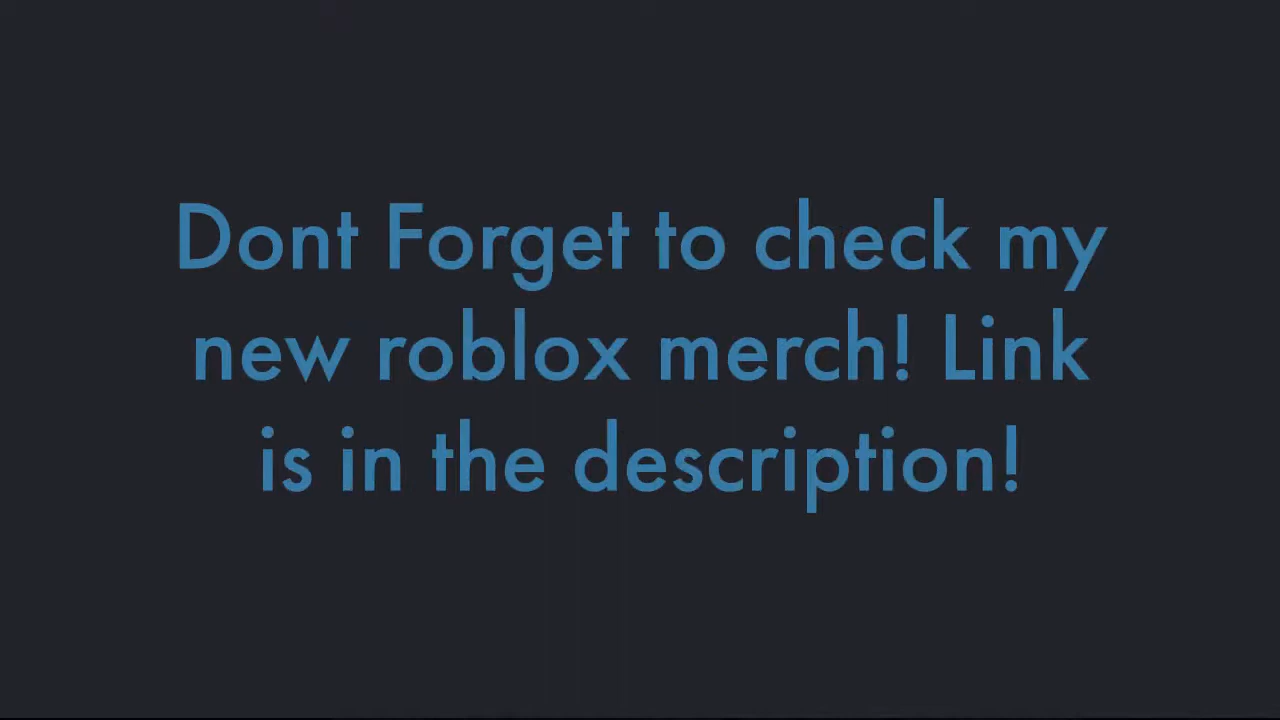 Dont Forget to check my
new roblox merch! Link
is in the description!